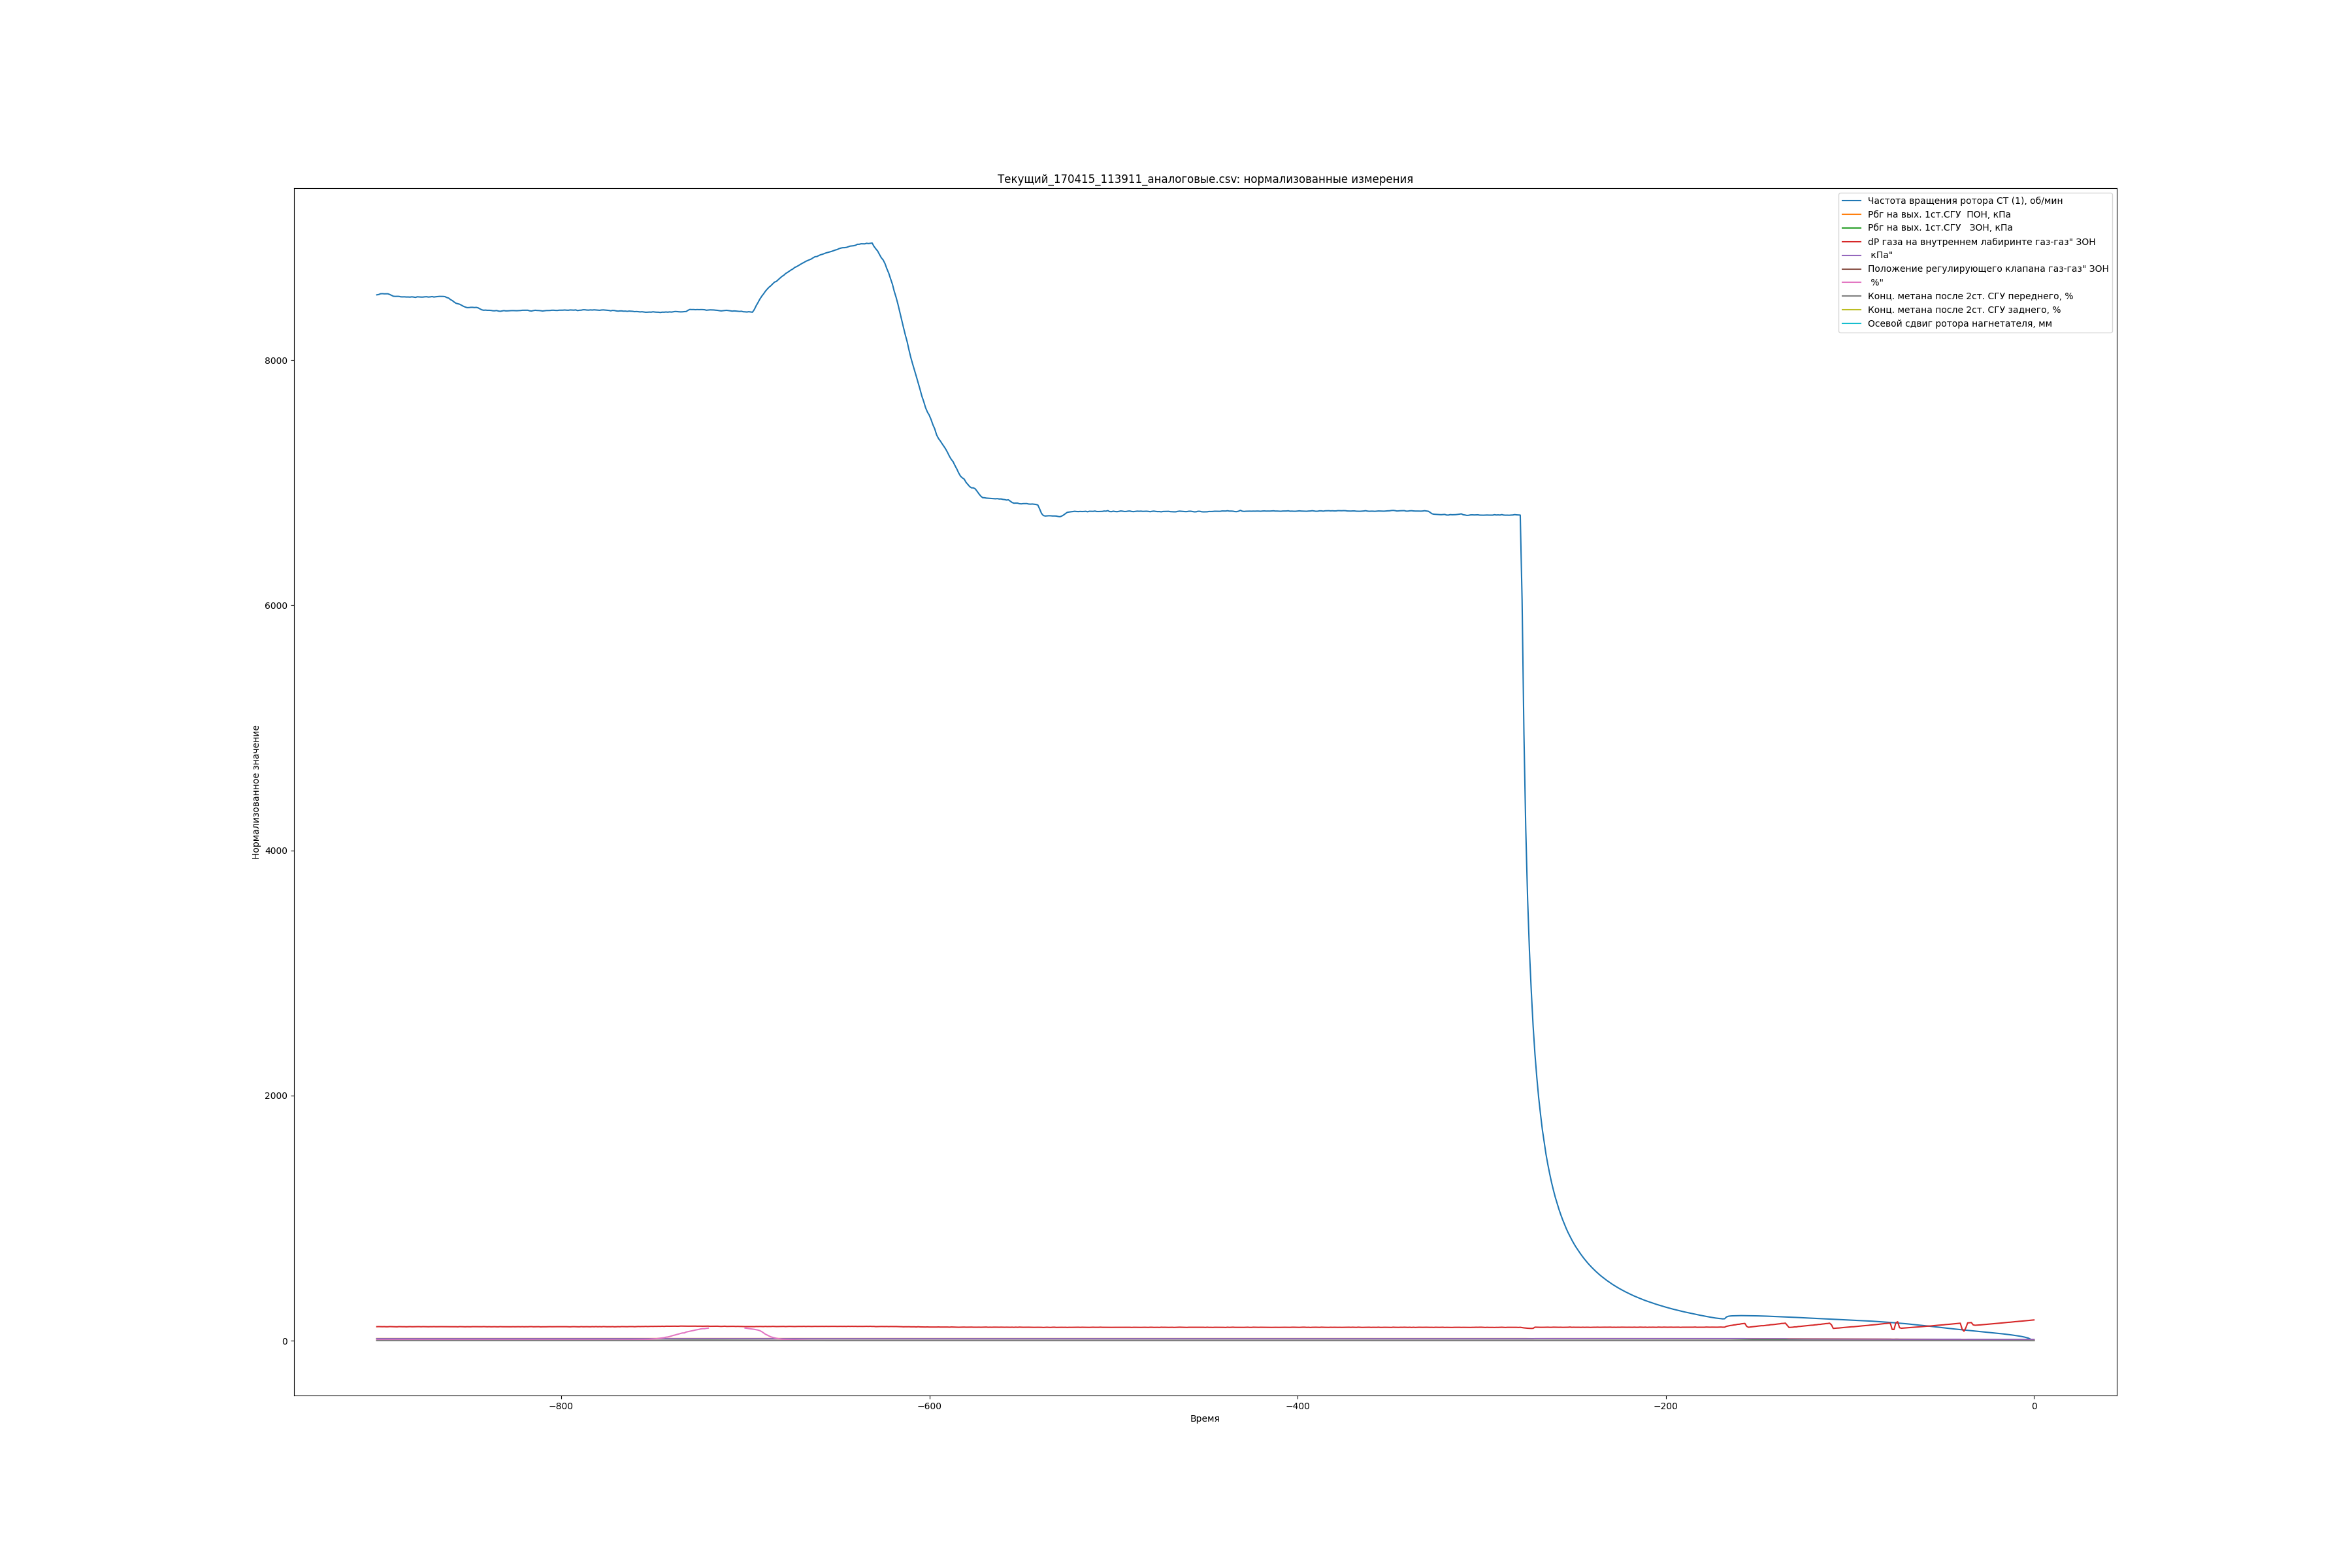 Текущий_170415_113911_аналоговые.csv: нормализованные измерения
Частота вращения ротора СТ (1), об/мин
Рбг на вых. 1ст.СГУ  ПОН, кПа
Рбг на вых. 1ст.СГУ   ЗОН, кПа
dP газа на внутреннем лабиринте газ-газ" ЗОН
кПа"
Положение регулирующего клапана газ-газ" ЗОН
%"
Конц. метана после 2ст. СГУ переднего, %
Конц. метана после 2ст. СГУ заднего, %
Осевой сдвиг ротора нагнетателя, мм
8000
6000
4000
2000
0
Нормализованное значение
−800
−600
−400
−200
0
Время